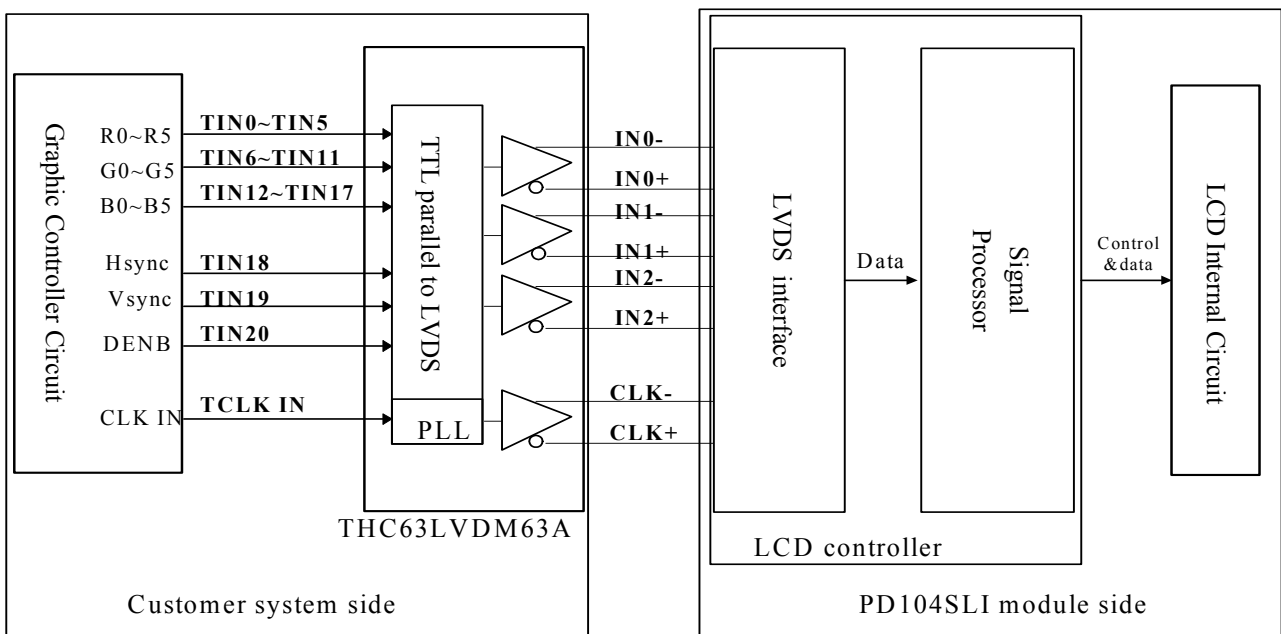 Graphic Controller Circuit
R0~R5
G0~G5
B0~B5
Hsync
Vsync
DENB
CLK IN
TIN0~TIN5
TIN6~TIN11
TIN12~TIN17
TIN18
TIN19
TIN20
TCLK IN
TTL parallel to LVDS
PLL
THC63LVDM63A
Customer system side
IN0-
IN0+
IN1-
IN1+
IN2-
IN2+
CLK-
CLK+
LVDS interface
Data
Signal
Processor
LCD controller
Control
&data
LCD Internal Circuit
PD104SLI module side